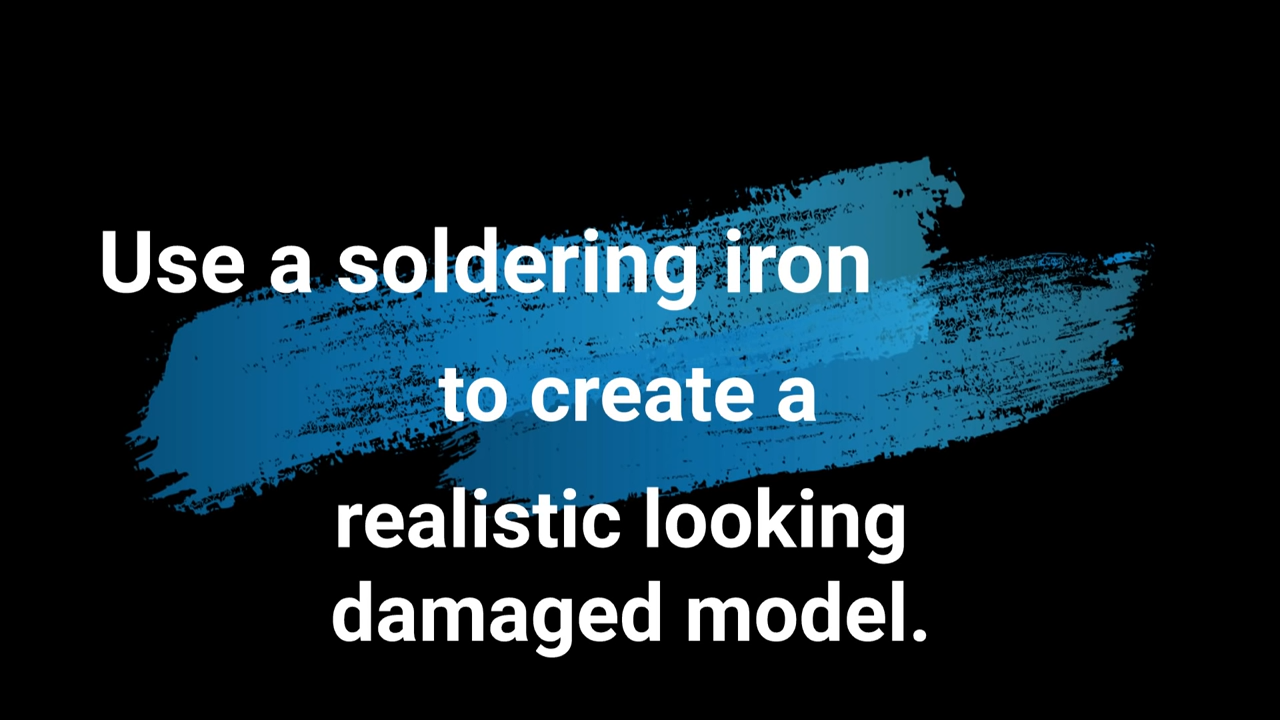 Use a soldering iron
to create a
realistic looking
damaged model.